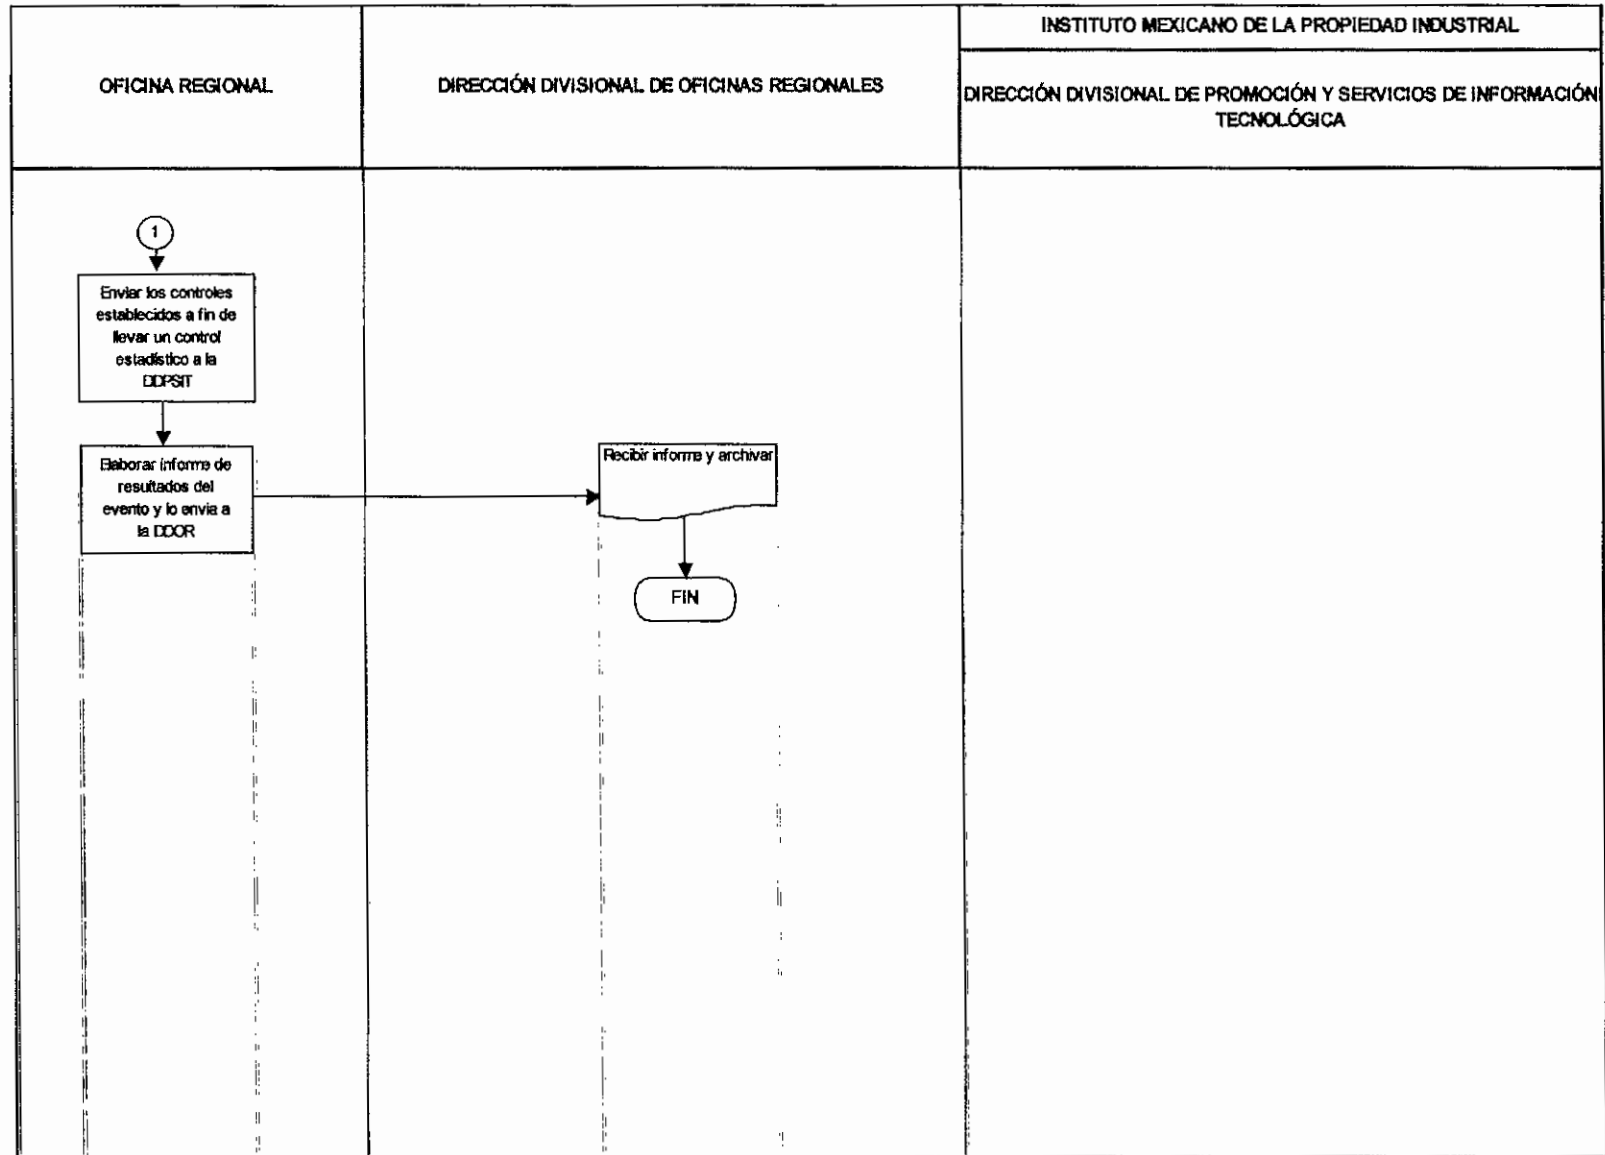 INSTITUTO MEXICANO DE LA PROPIEDAD INDUSTRIAL
OFICINA REGIONAL
DIRECCIÓN DIVISIONAL DE OFICINAS REGIONALES
DIRECCIÓN DIVISIONAL DE PROMOCIÓN Y SERVICIOS DE INFORMACIÓN
TECNOLÓGICA
1
Enviar los controles
establecidos a fin de
llevar un control
estadístico a la
DDPSIT
Elaborar informe de
resultados del
evento y lo envia a
la DDOR
Recibir informe y archivar
FIN